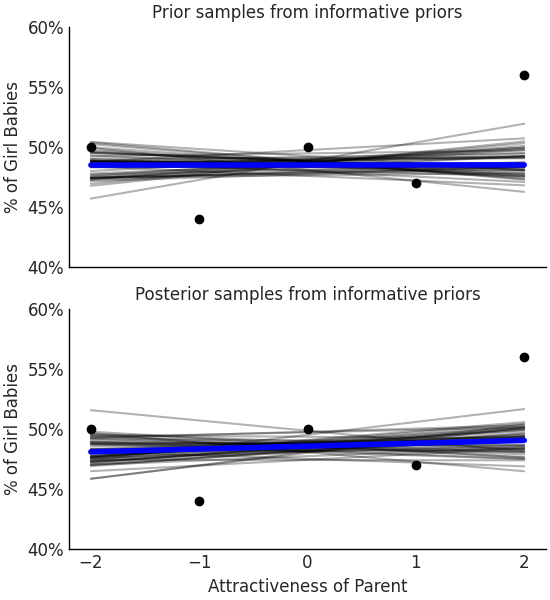 Prior samples from informative priors
60%
55%
50%
45%
40%
% of Girl Babies
Posterior samples from informative priors
60%
55%
50%
45%
40%
% of Girl Babies
−2 −1 0 1 2
Attractiveness of Parent